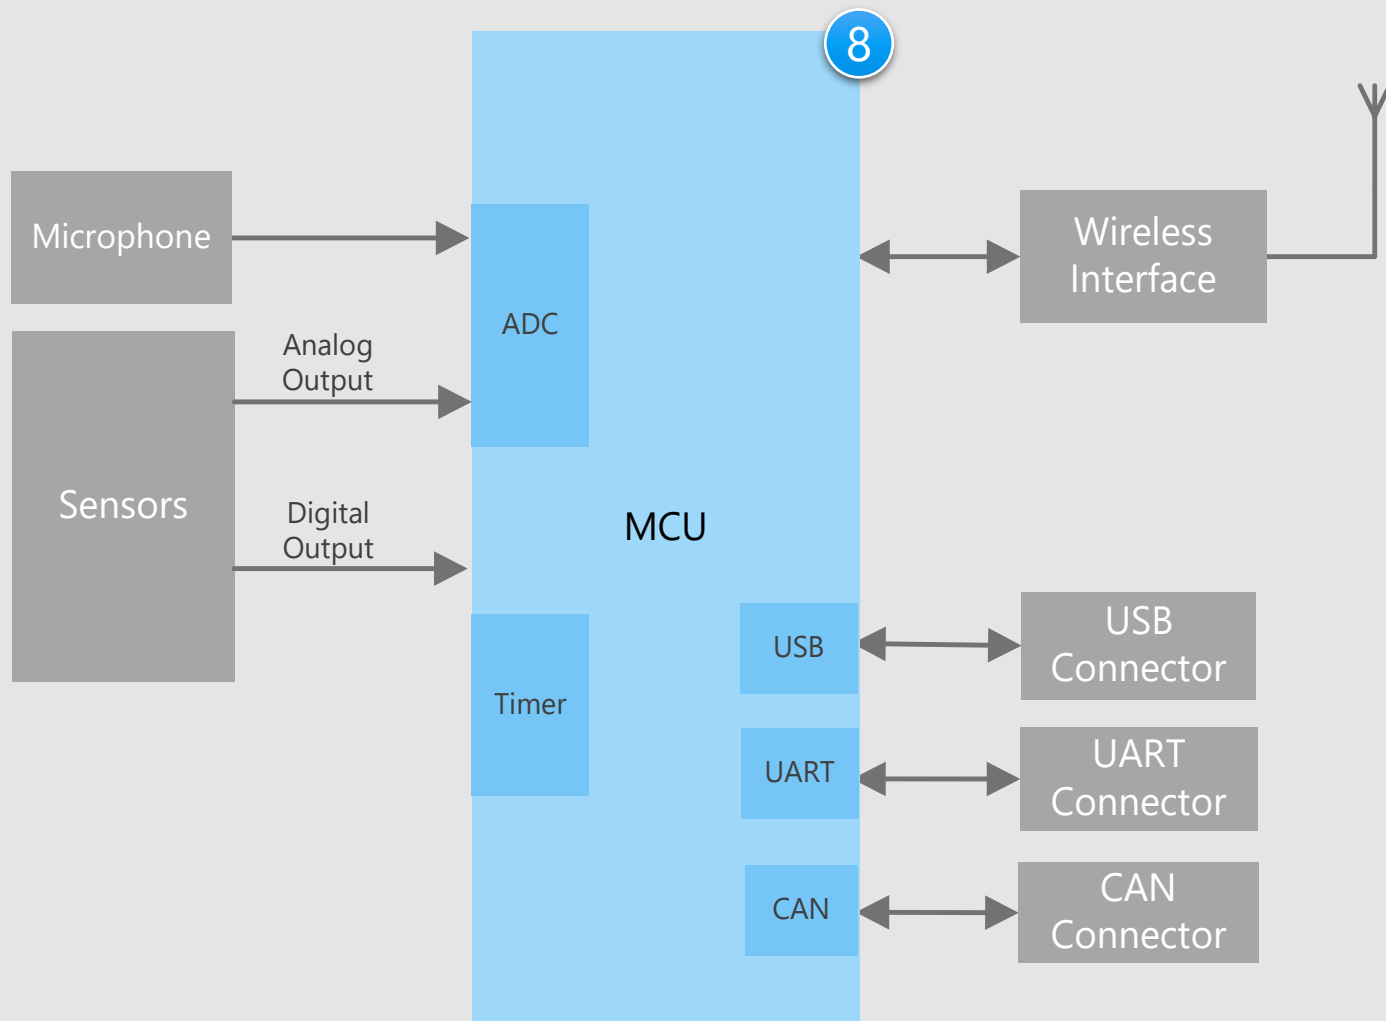 8
Microphone
Wireless
Interface
ADC
Analog
Output
Sensors
Digital
Output
MCU
USB
USB
Connector
Timer
UART
UART
Connector
CAN
CAN
Connector